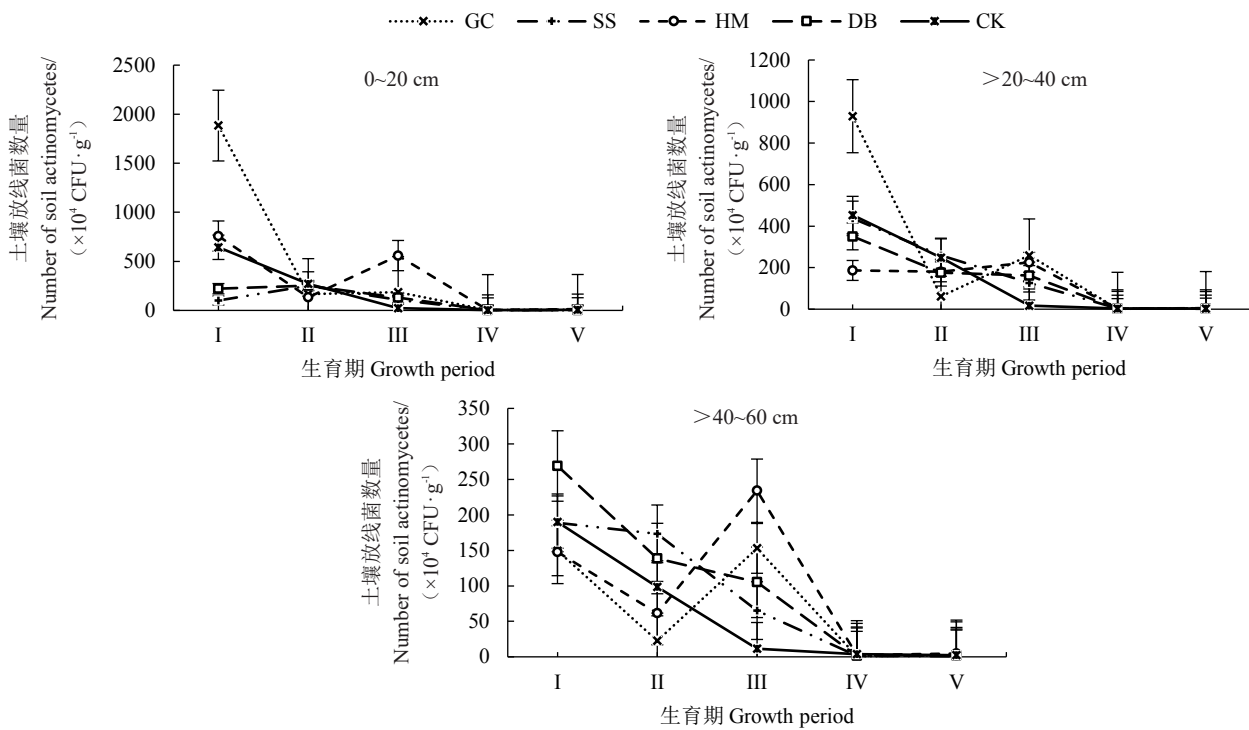 GC SS HM DB CK
0~20 cm
土壤放线菌数量
Number of soil actinomycetes/
（×10⁴ CFU·g⁻¹）
2500
2000
1500
1000
500
0
I II III IV V
生育期 Growth period
＞20~40 cm
土壤放线菌数量
Number of soil actinomycetes/
（×10⁴ CFU·g⁻¹）
1200
1000
800
600
400
200
0
I II III IV V
生育期 Growth period
＞40~60 cm
土壤放线菌数量
Number of soil actinomycetes/
（×10⁴ CFU·g⁻¹）
350
300
250
200
150
100
50
0
I II III IV V
生育期 Growth period